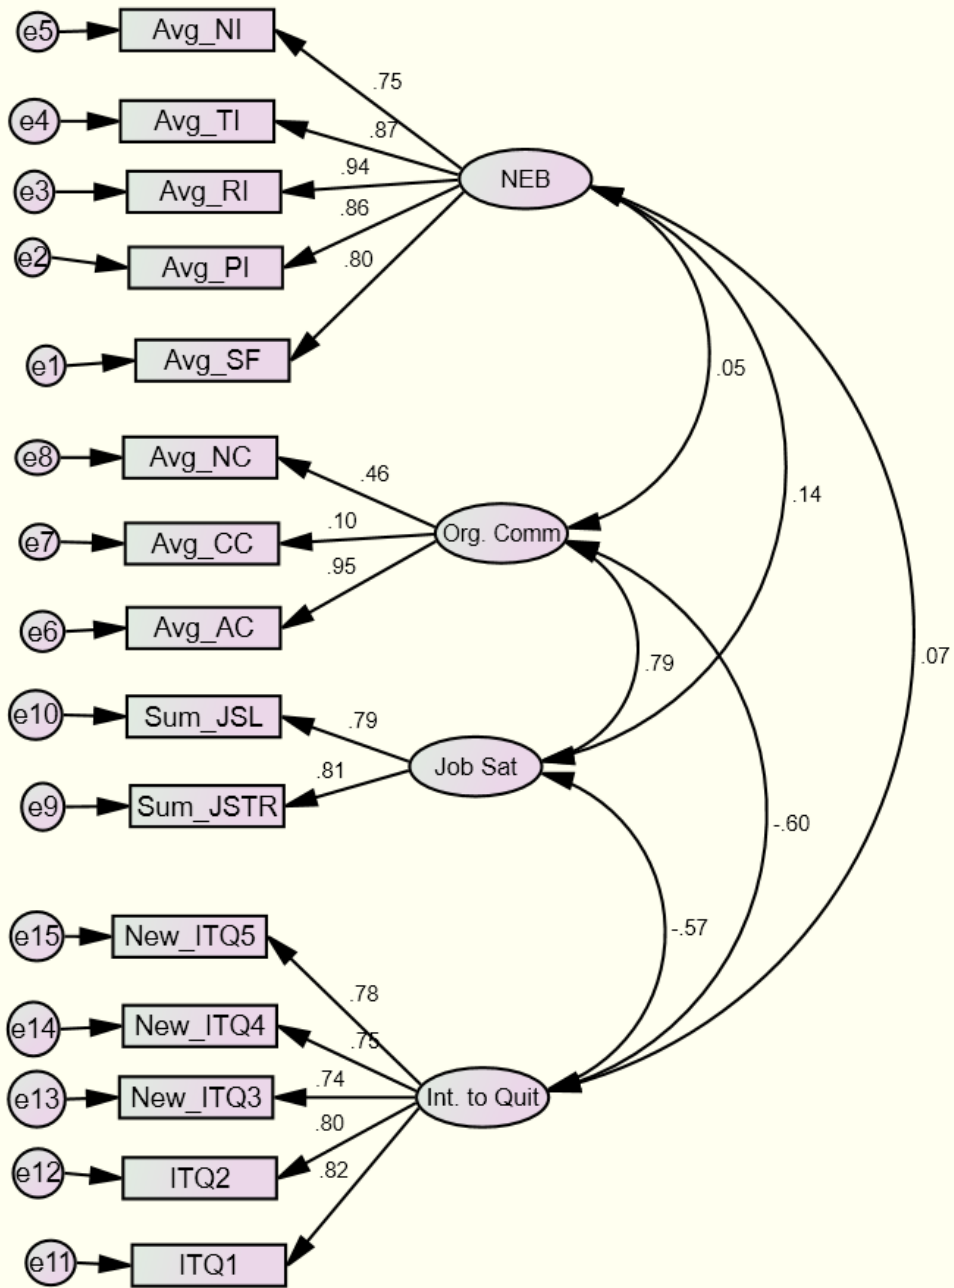 e5
Avg_NI
.75
e4
Avg_TI
.87
e3
Avg_RI
.94
NEB
e2
Avg_PI
.86
e1
Avg_SF
.80
.05
.14
.07
e8
Avg_NC
.46
e7
Avg_CC
.10
Org. Comm
e6
Avg_AC
.95
.79
-.60
e10
Sum_JSL
.79
Job Sat
e9
Sum_JSTR
.81
-.57
e15
New_ITQ5
.78
e14
New_ITQ4
.75
e13
New_ITQ3
.74
Int. to Quit
e12
ITQ2
.80
e11
ITQ1
.82